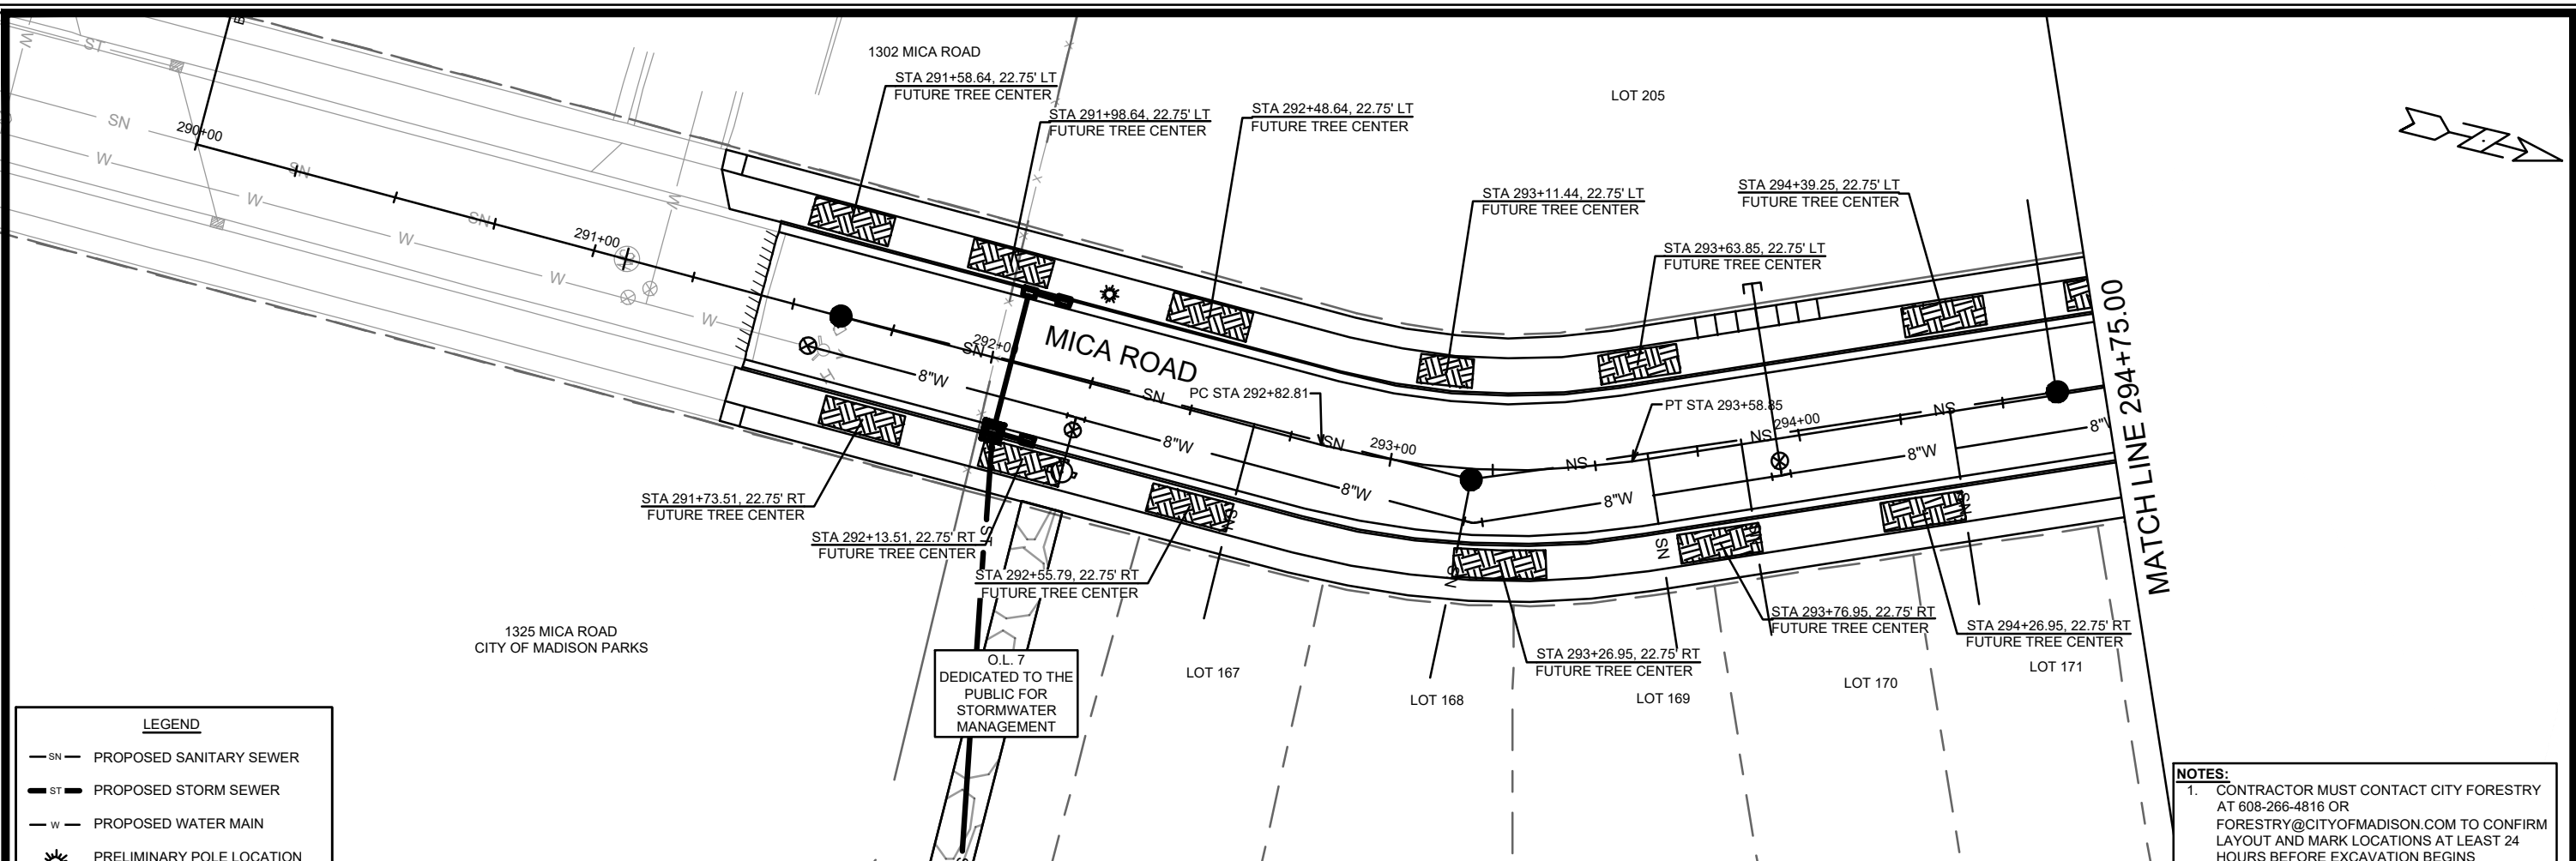 1302 MICA ROAD
STA 291+58.64, 22.75' LT
FUTURE TREE CENTER
STA 291+98.64, 22.75' LT
FUTURE TREE CENTER
STA 292+48.64, 22.75' LT
FUTURE TREE CENTER
LOT 205
STA 293+11.44, 22.75' LT
FUTURE TREE CENTER
STA 294+39.25, 22.75' LT
FUTURE TREE CENTER
STA 293+63.85, 22.75' LT
FUTURE TREE CENTER
ST
SN
W
W
290+00
SN
W
W
SN
W
291+00
W
W
W
292+00
SN
MICA ROAD
8"W
SN
PC STA 292+82.81
8"W
SN
293+00
8"W
SN
PT STA 293+58.85
8"W
SN
294+00
8"W
SN
8"W
MATCH LINE 294+75.00
STA 291+73.51, 22.75' RT
FUTURE TREE CENTER
STA 292+13.51, 22.75' RT
FUTURE TREE CENTER
ST
STA 292+55.79, 22.75' RT
FUTURE TREE CENTER
SN
SN
SN
SN
SN
STA 293+26.95, 22.75' RT
FUTURE TREE CENTER
STA 293+76.95, 22.75' RT
FUTURE TREE CENTER
STA 294+26.95, 22.75' RT
FUTURE TREE CENTER
1325 MICA ROAD
CITY OF MADISON PARKS
O.L. 7
DEDICATED TO THE
PUBLIC FOR
STORMWATER
MANAGEMENT
LOT 167
LOT 168
LOT 169
LOT 170
LOT 171
LEGEND
SN PROPOSED SANITARY SEWER
ST PROPOSED STORM SEWER
W PROPOSED WATER MAIN
PRELIMINARY POLE LOCATION
NOTES:
1. CONTRACTOR MUST CONTACT CITY FORESTRY
AT 608-266-4816 OR
FORESTRY@CITYOFMADISON.COM TO CONFIRM
LAYOUT AND MARK LOCATIONS AT LEAST 24
HOURS BEFORE EXCAVATION BEGINS